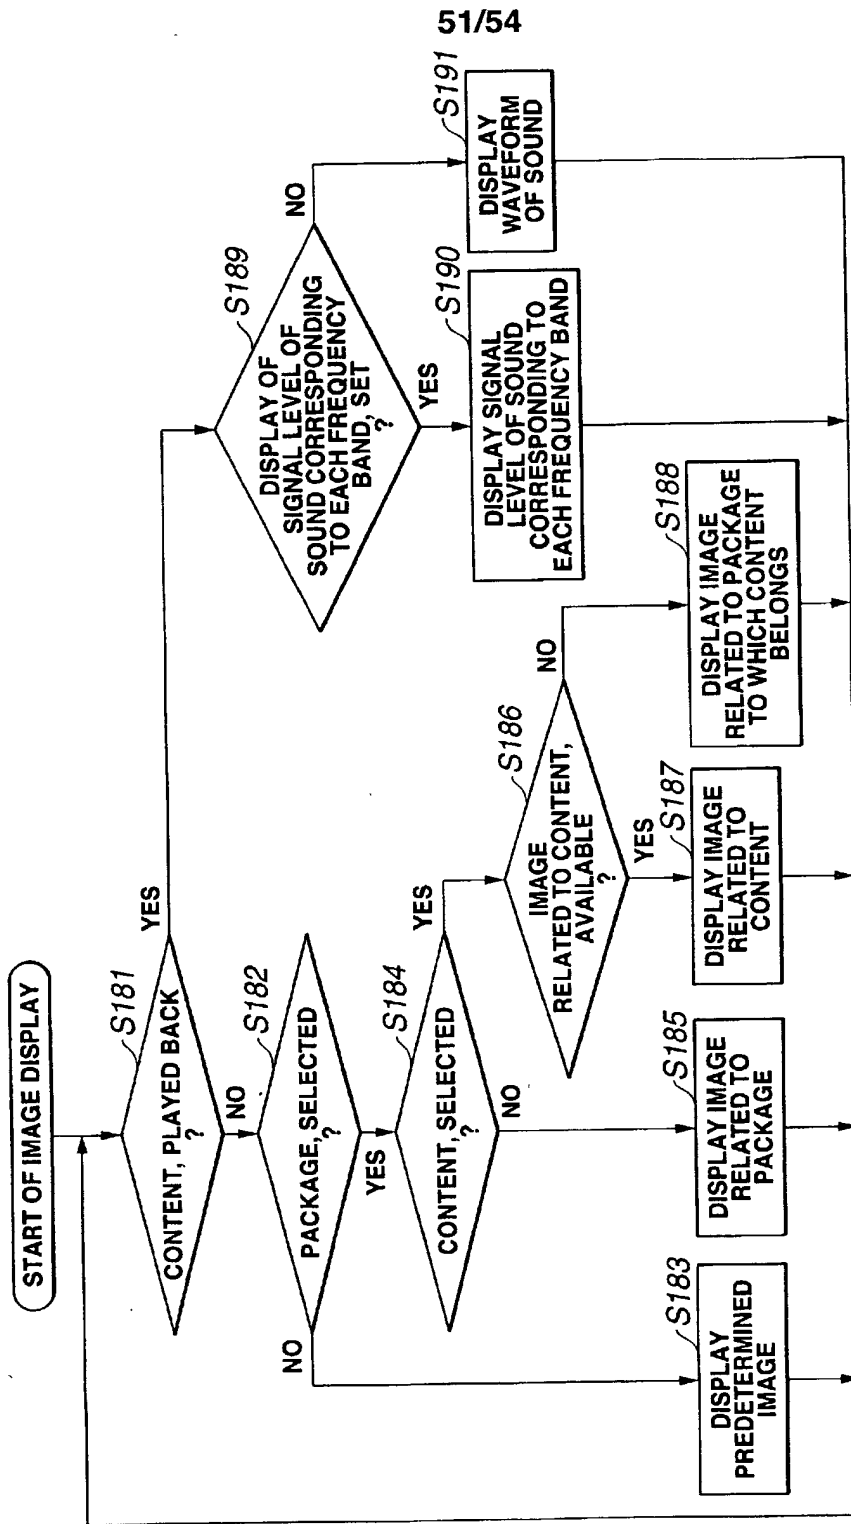 51/54
START OF IMAGE DISPLAY
S181
CONTENT, PLAYED BACK
?
YES
NO
S182
PACKAGE, SELECTED
?
NO
YES
S184
CONTENT, SELECTED
?
YES
NO
S186
IMAGE
RELATED TO CONTENT,
AVAILABLE
?
NO
YES
S189
DISPLAY OF
SIGNAL LEVEL OF
SOUND CORRESPONDING
TO EACH FREQUENCY
BAND, SET
?
NO
YES
S183
DISPLAY
PREDETERMINED
IMAGE
S185
DISPLAY IMAGE
RELATED TO
PACKAGE
S187
DISPLAY IMAGE
RELATED TO
CONTENT
S188
DISPLAY IMAGE
RELATED TO PACKAGE
TO WHICH CONTENT
BELONGS
S190
DISPLAY SIGNAL
LEVEL OF SOUND
CORRESPONDING TO
EACH FREQUENCY BAND
S191
DISPLAY
WAVEFORM
OF SOUND